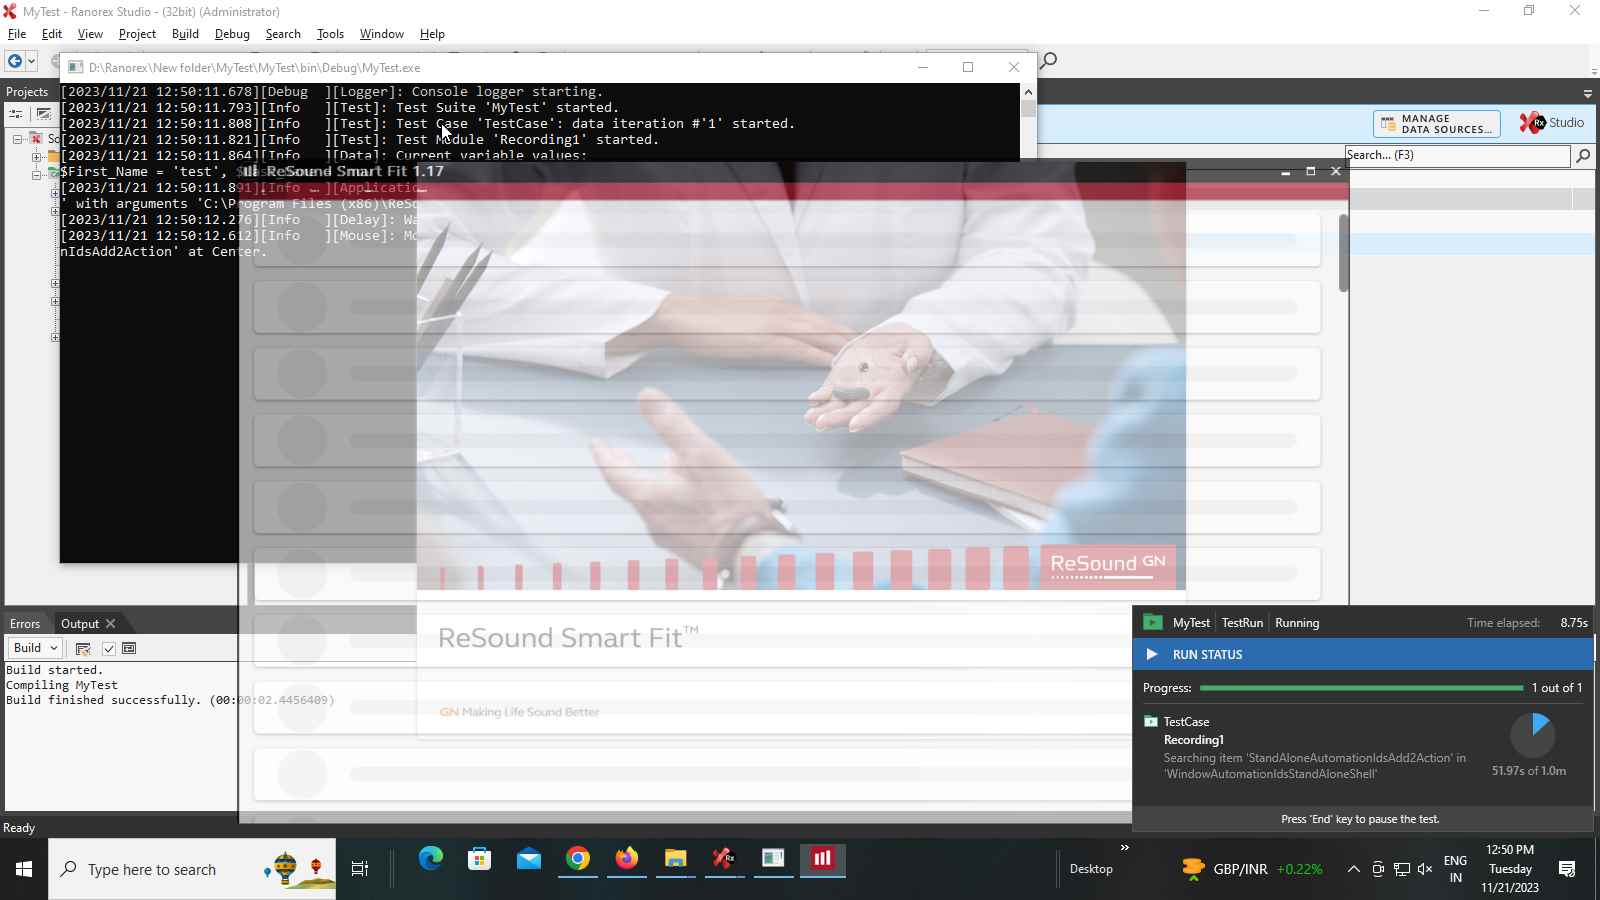 MyTest - Ranorex Studio - (32bit) (Administrator)
File Edit View Project Build Debug Search Tools Window Help
D:\Ranorex\New folder\MyTest\MyTest\bin\Debug\MyTest.exe
Projects
[2023/11/21 12:50:11.678][Debug ][Logger]: Console logger starting.
[2023/11/21 12:50:11.793][Info ][Test]: Test Suite 'MyTest' started.
[2023/11/21 12:50:11.808][Info ][Test]: Test Case 'TestCase': data iteration #'1' started.
[2023/11/21 12:50:11.821][Info ][Test]: Test Module 'Recording1' started.
[2023/11/21 12:50:11.864][Info ][Data]: Current variable values:
$First_Name = 'test',
[2023/11/21 12:50:11.891][Info ][Application
' with arguments 'C:\Program Files (x86)\ReSo
[2023/11/21 12:50:12.276][Info ][Delay]: Wa
[2023/11/21 12:50:12.612][Info ][Mouse]: Mo
nIdsAdd2Action' at Center.
MANAGE
DATA SOURCES...
Rx Studio
Search... (F3)
So
ReSound Smart Fit 1.17
ReSound GN
ReSound Smart Fit™
GN Making Life Sound Better
Errors Output
Build
Build started.
Compiling MyTest
Build finished successfully. (00:00:02.4456409)
Ready
MyTest TestRun Running Time elapsed: 8.75s
RUN STATUS
Progress: 1 out of 1
TestCase
Recording1
Searching item 'StandAloneAutomationIdsAdd2Action' in
'WindowAutomationIdsStandAloneShell'
51.97s of 1.0m
Press 'End' key to pause the test.
Type here to search
Rx
Desktop
GBP/INR +0.22%
ENG
IN
12:50 PM
Tuesday
11/21/2023